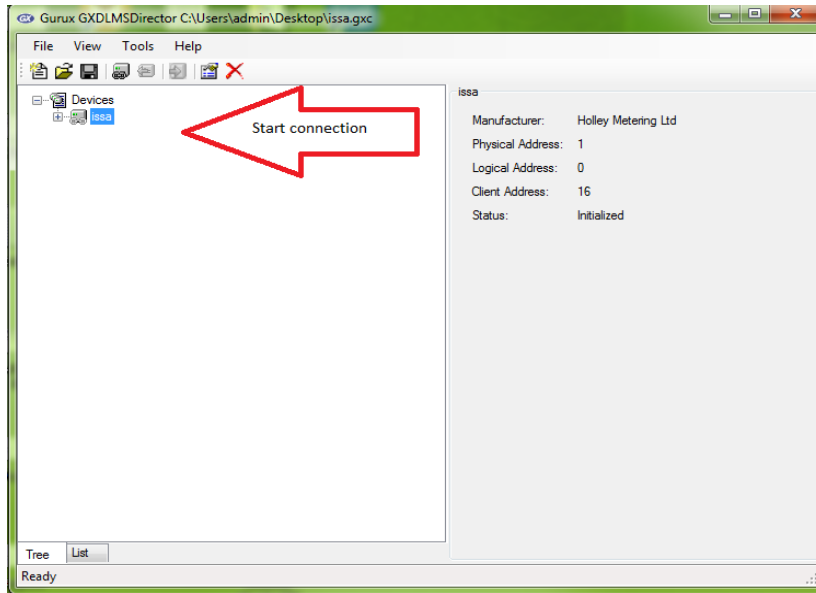 Gurux GXDLMSDirector C:\Users\admin\Desktop\issa.gxc
File View Tools Help
Devices
issa
Start connection
issa
Manufacturer: Holley Metering Ltd
Physical Address: 1
Logical Address: 0
Client Address: 16
Status: Initialized
Tree List
Ready